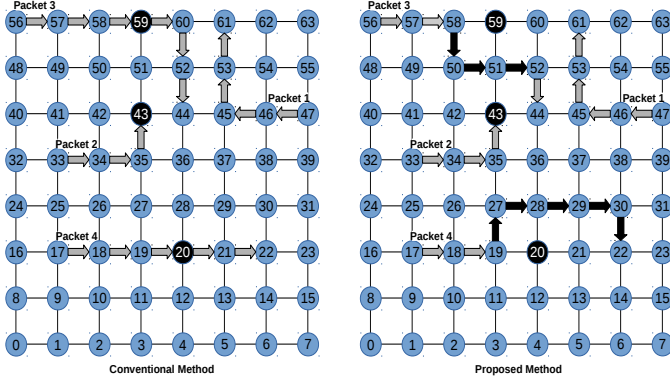 Packet 3 Packet 3
56 57 58 59 60 61 62 63 56 57 58 59 60 61 62 63
48 49 50 51 52 53 54 55 48 49 50 51 52 53 54 55
Packet 1 Packet 1
40 41 42 43 44 45 46 47 40 41 42 43 44 45 46 47
Packet 2 Packet 2
32 33 34 35 36 37 38 39 32 33 34 35 36 37 38 39
24 25 26 27 28 29 30 31 24 25 26 27 28 29 30 31
Packet 4 Packet 4
16 17 18 19 20 21 22 23 16 17 18 19 20 21 22 23
8 9 10 11 12 13 14 15 8 9 10 11 12 13 14 15
0 1 2 3 4 5 6 7 0 1 2 3 4 5 6 7
Conventional Method Proposed Method